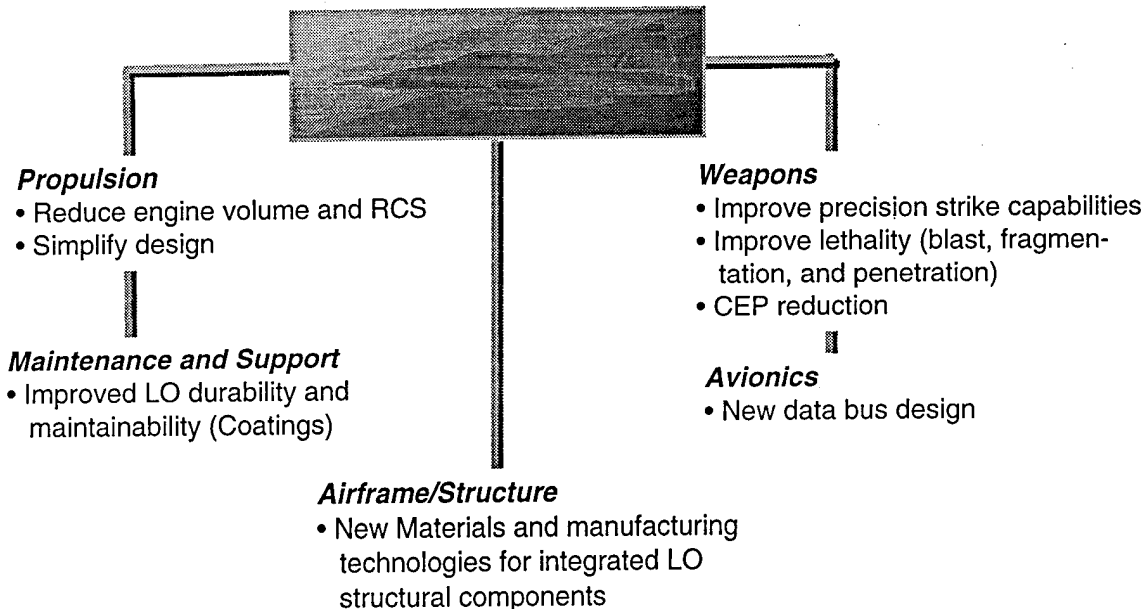 Propulsion
• Reduce engine volume and RCS
• Simplify design
Maintenance and Support
• Improved LO durability and
maintainability (Coatings)
Airframe/Structure
• New Materials and manufacturing
technologies for integrated LO
structural components
Weapons
• Improve precision strike capabilities
• Improve lethality (blast, fragmen-
tation, and penetration)
• CEP reduction
Avionics
• New data bus design